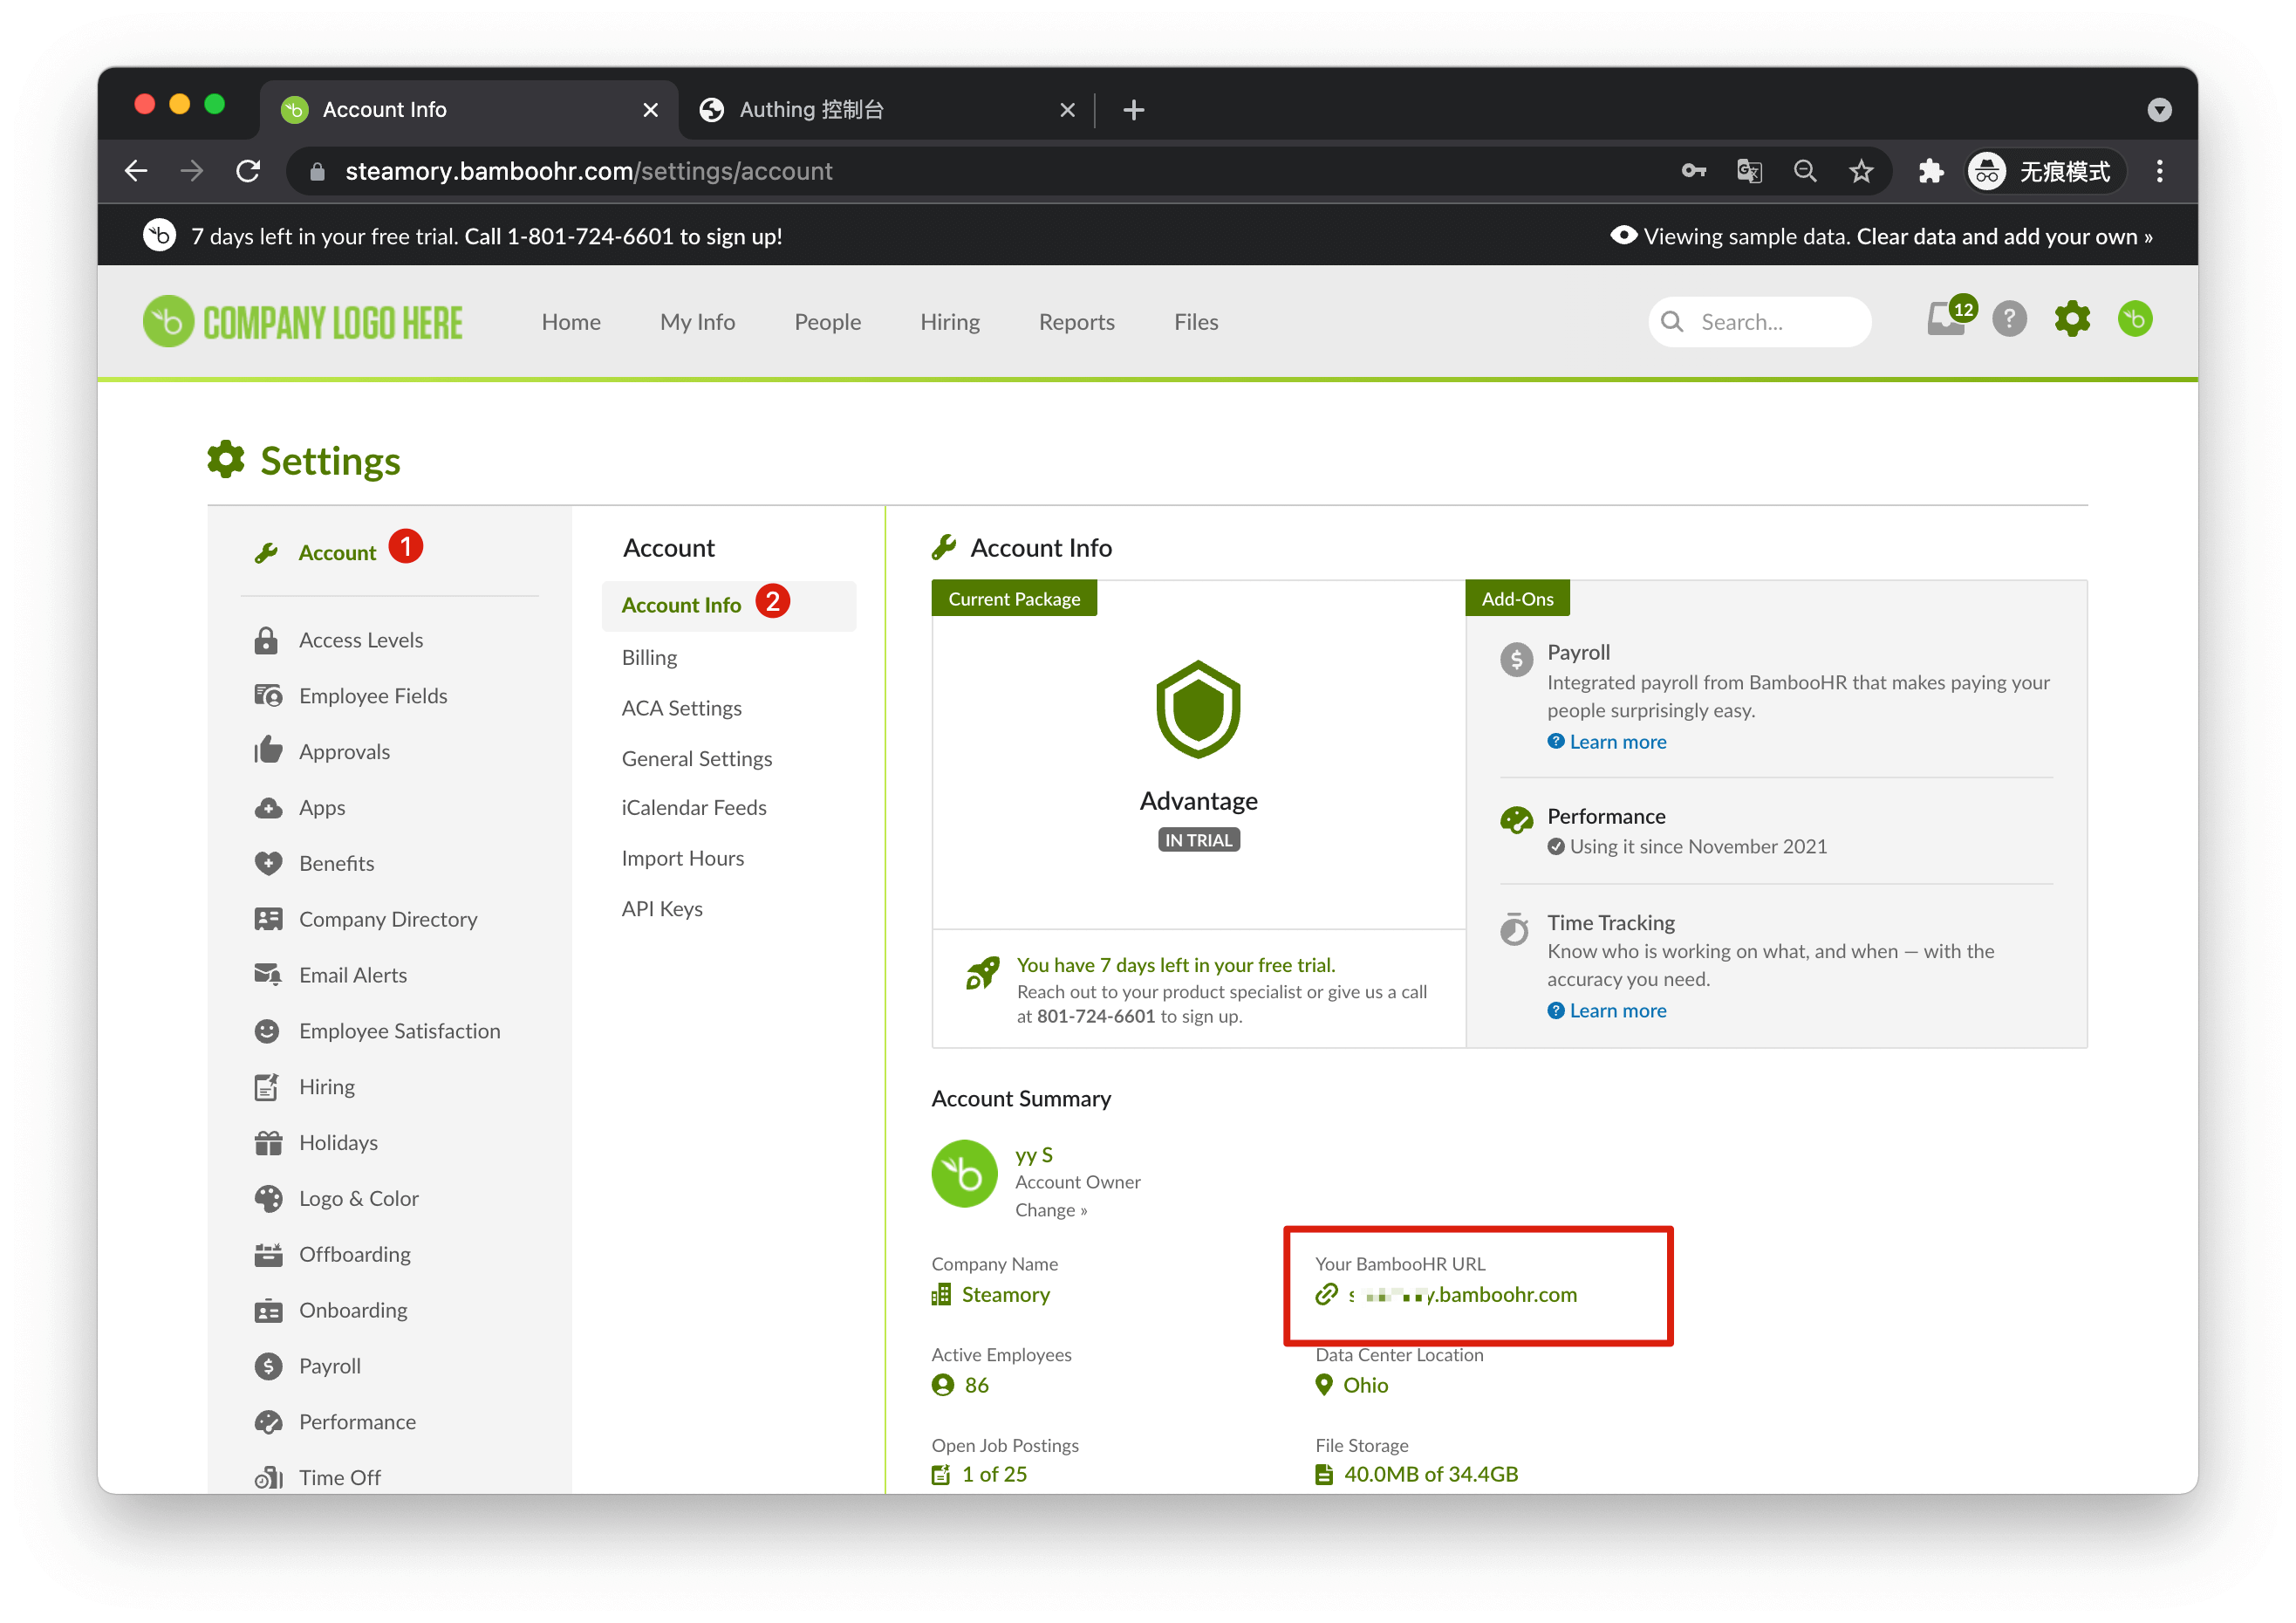 Account Info
Authing 控制台
steamory.bamboohr.com/settings/account
无痕模式
7 days left in your free trial. Call 1-801-724-6601 to sign up!
Viewing sample data. Clear data and add your own »
COMPANY LOGO HERE
Home
My Info
People
Hiring
Reports
Files
Search...
12
Settings
Account 1
Access Levels
Employee Fields
Approvals
Apps
Benefits
Company Directory
Email Alerts
Employee Satisfaction
Hiring
Holidays
Logo & Color
Offboarding
Onboarding
Payroll
Performance
Time Off
Account
Account Info 2
Billing
ACA Settings
General Settings
iCalendar Feeds
Import Hours
API Keys
Account Info
Current Package
Advantage
IN TRIAL
You have 7 days left in your free trial.
Reach out to your product specialist or give us a call
at 801-724-6601 to sign up.
Add-Ons
Payroll
Integrated payroll from BambooHR that makes paying your
people surprisingly easy.
Learn more
Performance
Using it since November 2021
Time Tracking
Know who is working on what, and when — with the
accuracy you need.
Learn more
Account Summary
yy S
Account Owner
Change »
Company Name
Steamory
Your BambooHR URL
y.bamboohr.com
Active Employees
86
Data Center Location
Ohio
Open Job Postings
1 of 25
File Storage
40.0MB of 34.4GB